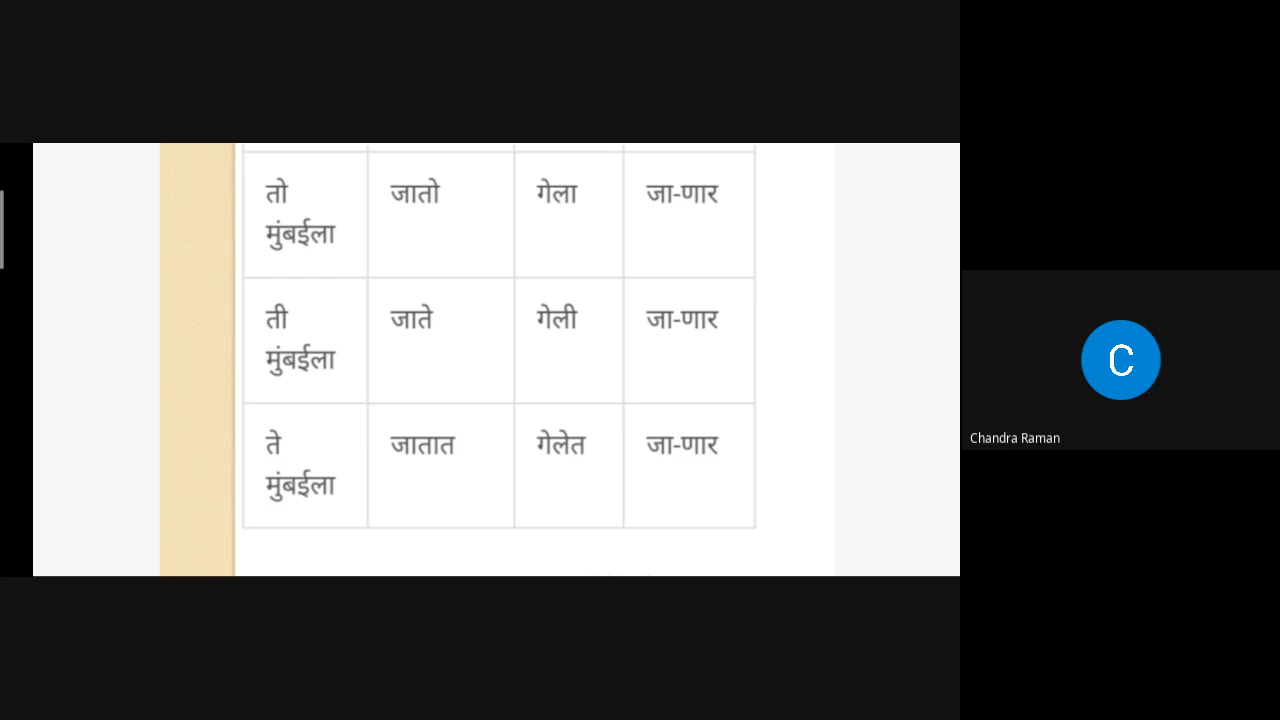 तो जातो गेला जा-णार
मुंबईला
ती जाते गेली जा-णार
मुंबईला
ते जातात गेलेत जा-णार
मुंबईला
C
Chandra Raman